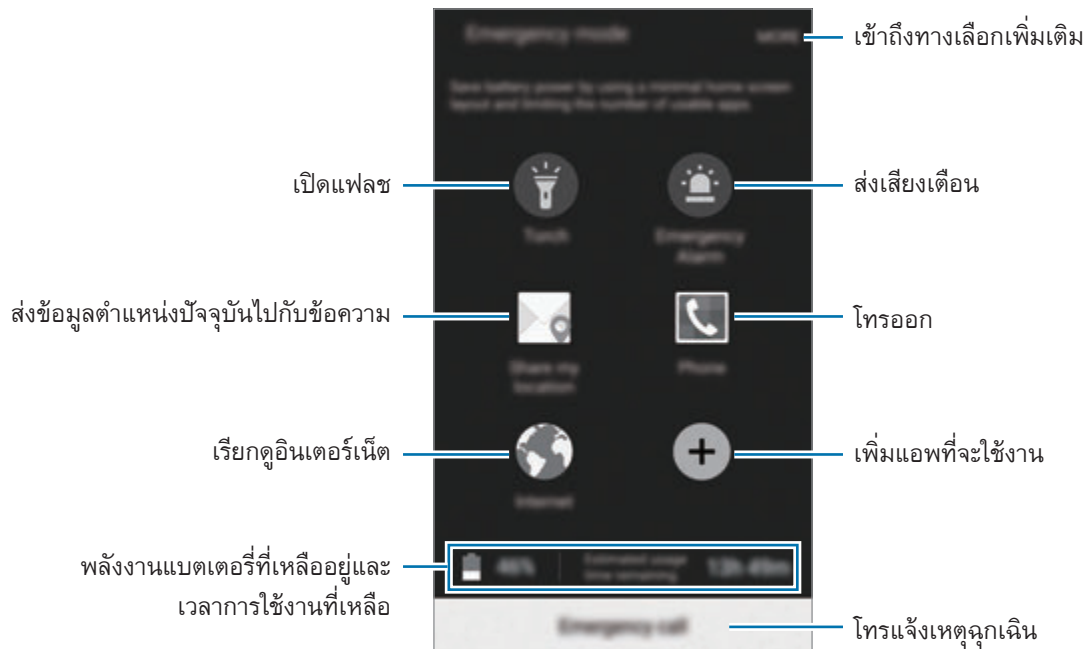 Emergency mode
MORE
เข้าถึงทางเลือกเพิ่มเติม
Save battery power by using a minimal home screen
layout and limiting the number of usable apps.
เปิดแฟลช
ส่งเสียงเตือน
Torch
Emergency
Alarm
ส่งข้อมูลตำแหน่งปัจจุบันไปกับข้อความ
โทรออก
Share my
location
Phone
เรียกดูอินเตอร์เน็ต
เพิ่มแอพที่จะใช้งาน
Internet
พลังงานแบตเตอรี่ที่เหลืออยู่และ
เวลาการใช้งานที่เหลือ
46%
Estimated usage
time remaining
13h 49m
Emergency call
โทรแจ้งเหตุฉุกเฉิน